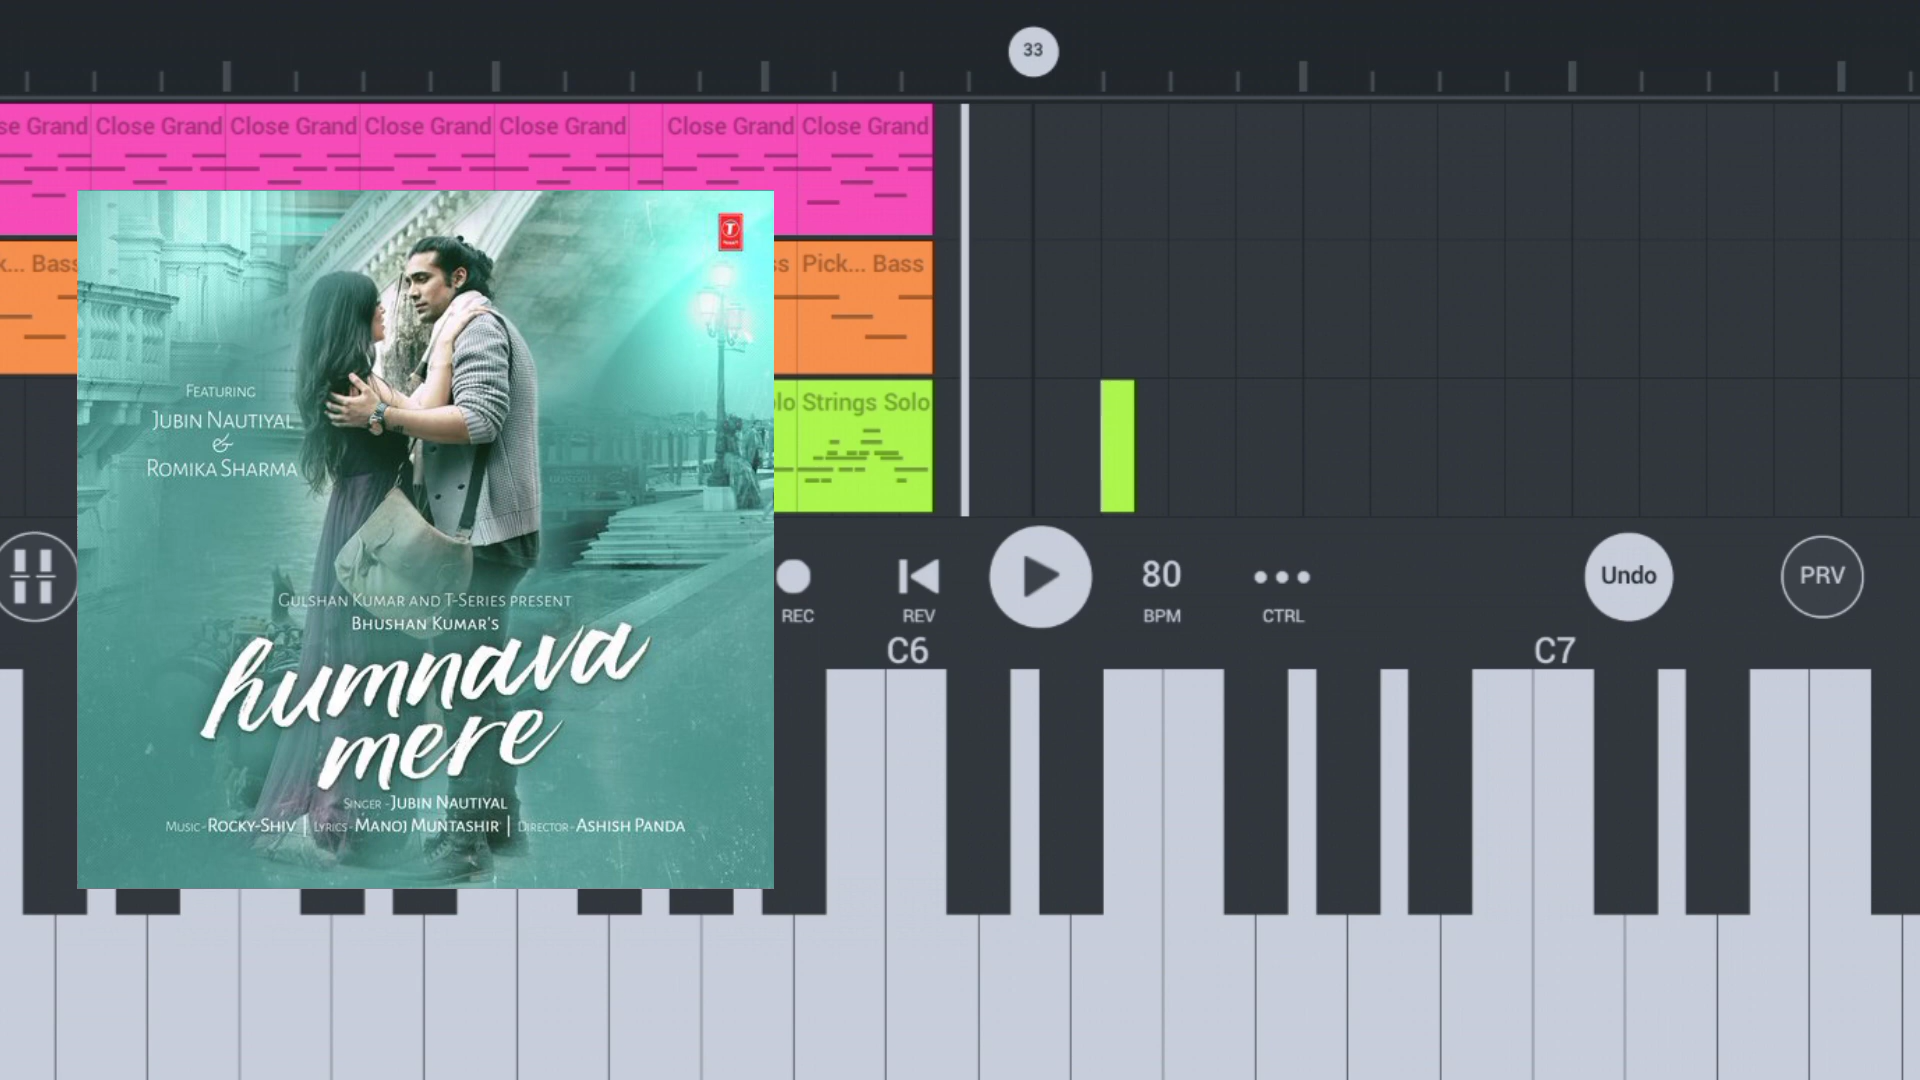 33
se Grand Close Grand Close Grand Close Grand Close Grand Close Grand Close Grand
k... Bass
ss Pick... Bass
FEATURING
JUBIN NAUTIYAL
&
ROMIKA SHARMA
lo Strings Solo
REC
REV
80
BPM
CTRL
Undo
PRV
C6
C7
GULSHAN KUMAR AND T-SERIES PRESENT
BHUSHAN KUMAR'S
humnava
mere
SINGER - JUBIN NAUTIYAL
MUSIC - ROCKY-SHIV | LYRICS - MANOJ MUNTASHIR | DIRECTOR - ASHISH PANDA